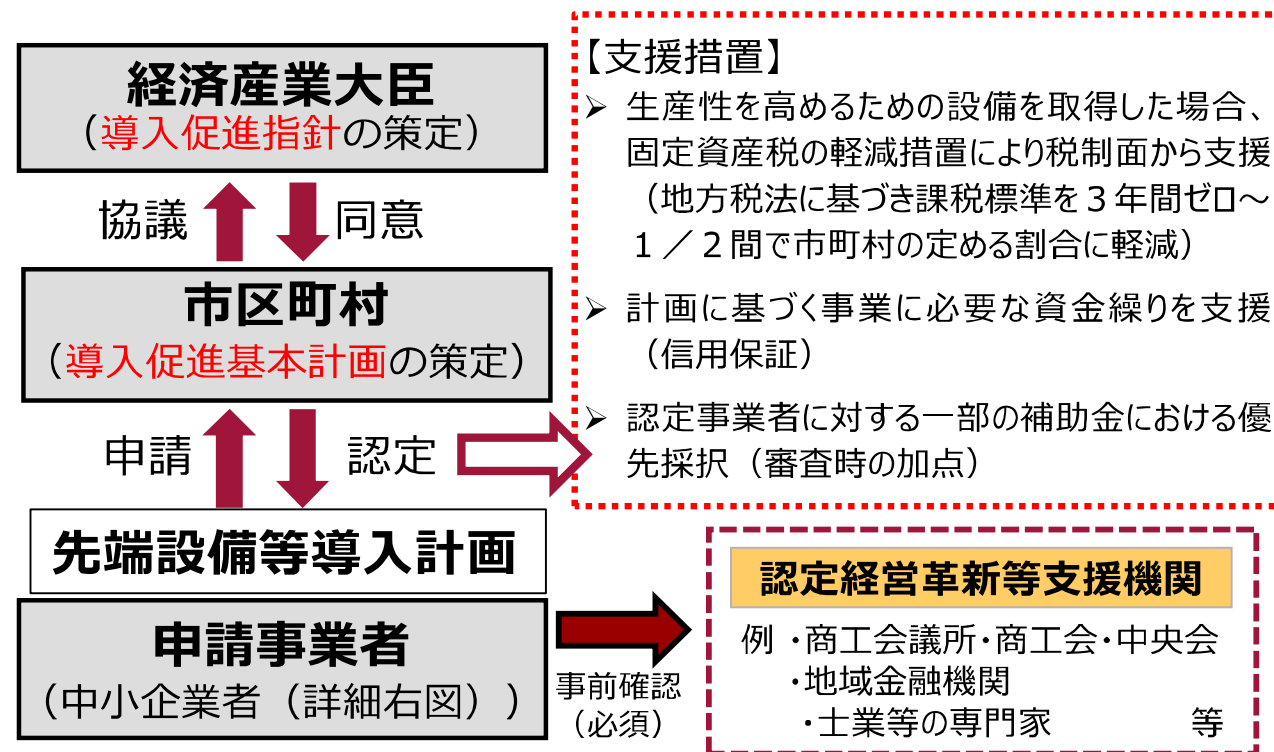 経済産業大臣
（導入促進指針の策定）
協議
同意
市区町村
（導入促進基本計画の策定）
申請
認定
先端設備等導入計画
申請事業者
（中小企業者（詳細右図））
【支援措置】
➢ 生産性を高めるための設備を取得した場合、
固定資産税の軽減措置により税制面から支援
（地方税法に基づき課税標準を３年間ゼロ～
１／２間で市町村の定める割合に軽減）
➢ 計画に基づく事業に必要な資金繰りを支援
（信用保証）
➢ 認定事業者に対する一部の補助金における優
先採択（審査時の加点）
事前確認
（必須）
認定経営革新等支援機関
例 ・商工会議所・商工会・中央会
・地域金融機関
・士業等の専門家 等